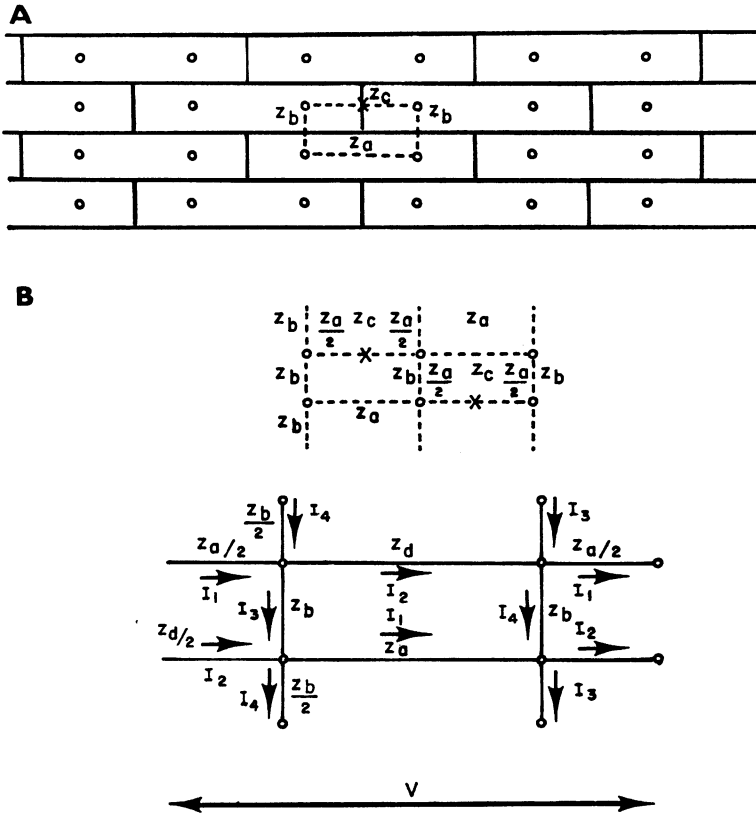 A
z_c
z_b z_b
z_a
B
z_b z_a/2 z_c z_a/2 z_a
z_b z_b z_a/2 z_c z_a/2 z_b
z_b z_a
z_b/2 I_4 I_3
z_a/2 z_d z_a/2
I_1 I_2 I_1
I_3 z_b I_1 I_4 z_b I_2
z_d/2 z_a
I_2 I_4 z_b/2 I_3
V